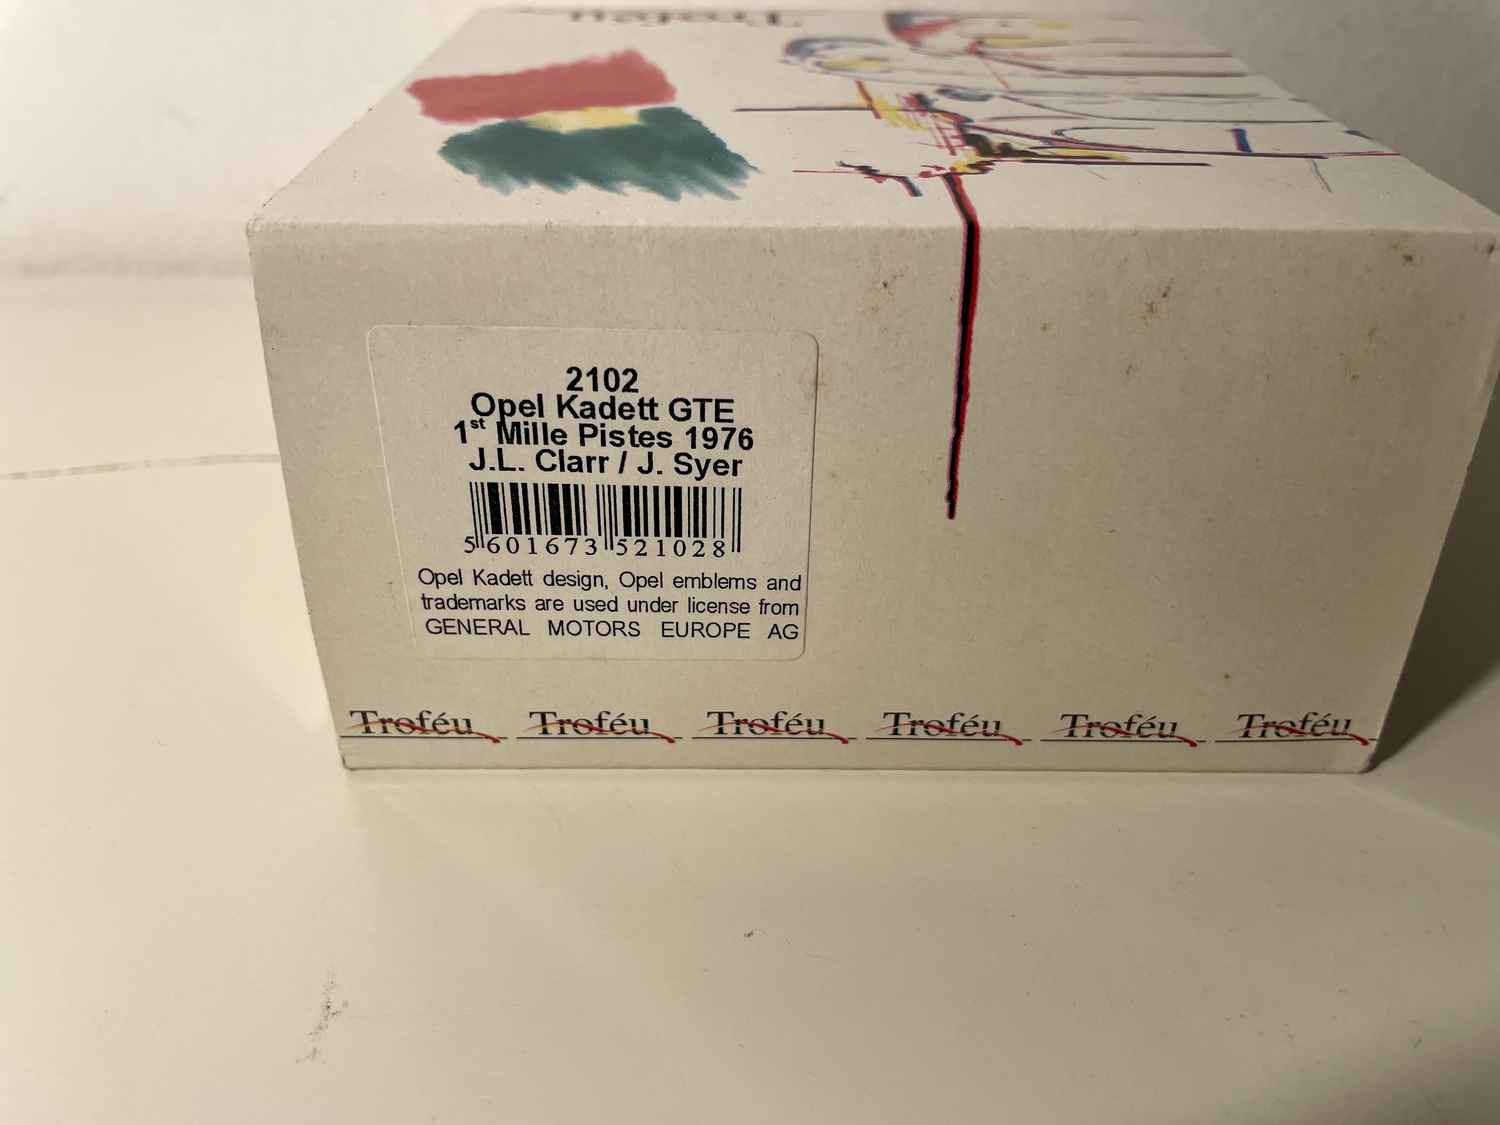 Troféu
2102
Opel Kadett GTE
1st Mille Pistes 1976
J.L. Clarr / J. Syer
5 601673 521028
Opel Kadett design, Opel emblems and
trademarks are used under license from
GENERAL MOTORS EUROPE AG
Troféu Troféu Troféu Troféu Troféu Troféu